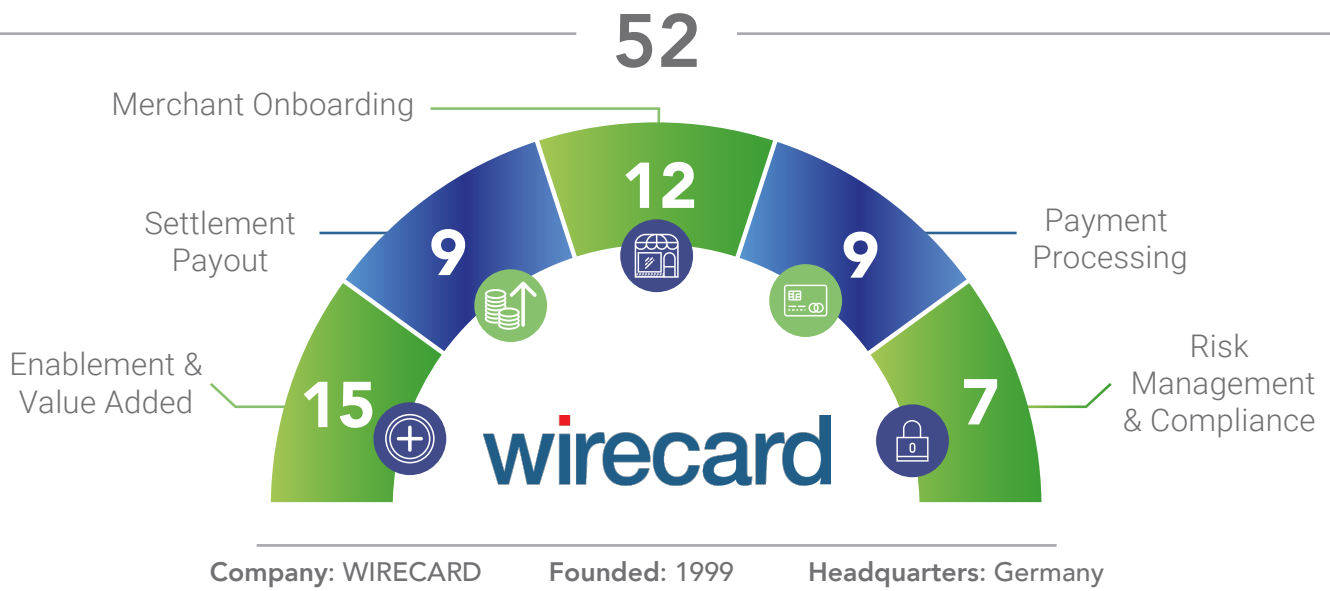 52
Merchant Onboarding
12
Settlement
Payout
9
9
Payment
Processing
Enablement &
Value Added
15
7
Risk
Management
& Compliance
0
wirecard
Company: WIRECARD Founded: 1999 Headquarters: Germany